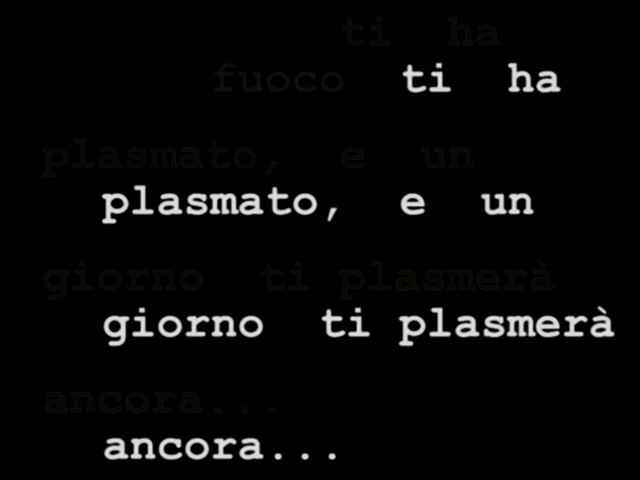 ti ha
fuoco ti ha
plasmato, e un
plasmato, e un
giorno ti plasmerà
giorno ti plasmerà
ancora...
ancora...